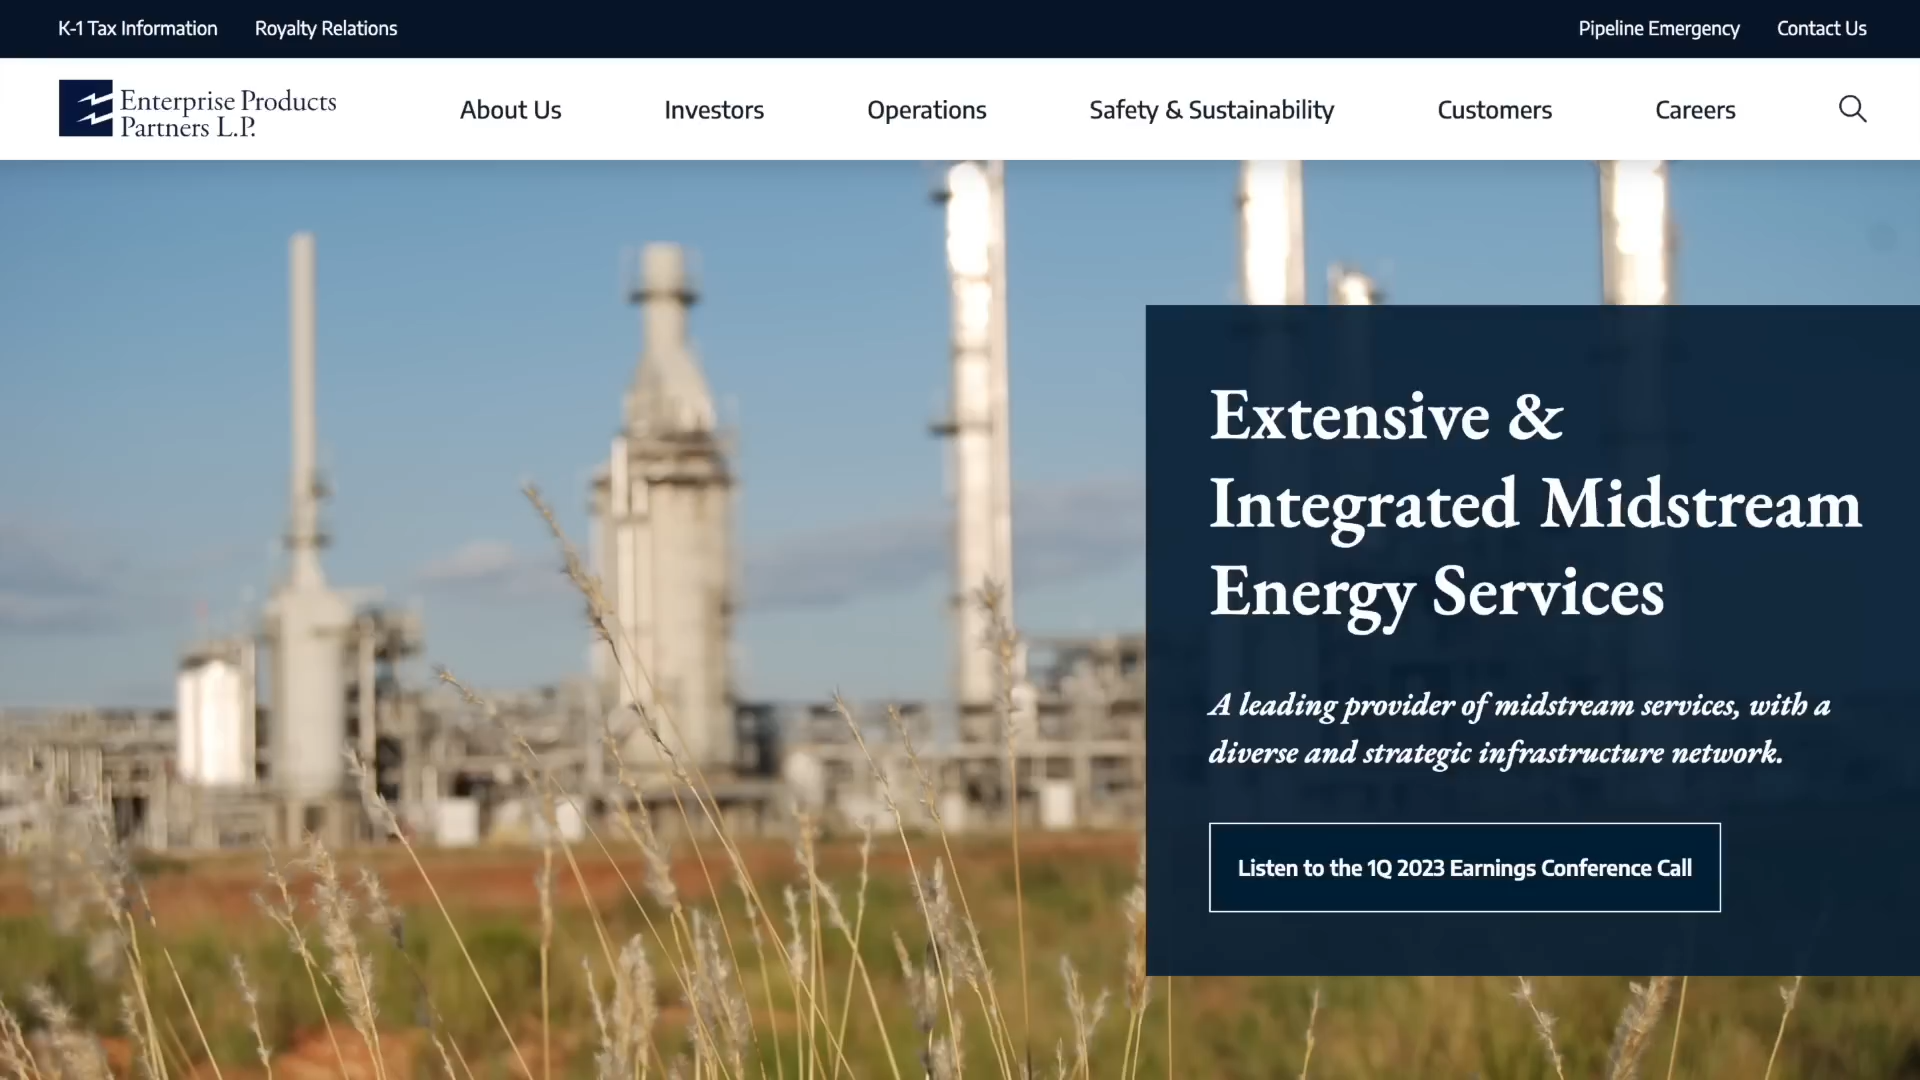 K-1 Tax Information Royalty Relations Pipeline Emergency Contact Us
Enterprise Products
Partners L.P.
About Us Investors Operations Safety & Sustainability Customers Careers
Extensive &
Integrated Midstream
Energy Services
A leading provider of midstream services, with a
diverse and strategic infrastructure network.
Listen to the 1Q 2023 Earnings Conference Call